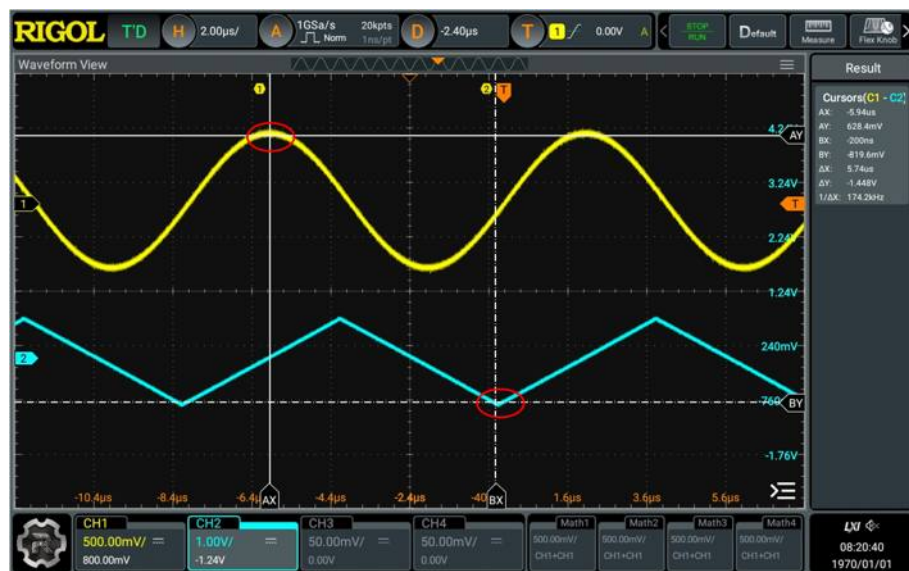 RIGOL T'D H 2.00μs/ A 1GSa/s Norm 20kpts 1ns/pt D -2.40μs T 1 0.00V A STOP RUN Default Measure Flex Knob
Waveform View
Result
1
2
T
Cursors(C1 - C2)
AX: -5.94us
AY: 628.4mV
BX: -200ns
BY: -819.6mV
ΔX: 5.74us
ΔY: -1.448V
1/ΔX: 174.2kHz
AY
3.24V
1
T
2.24V
1.24V
2
240mV
-760
BY
-1.76V
-10.4μs
-8.4μs
-6.4μ
AX
-4.4μs
-2.4μs
-40
BX
1.6μs
3.6μs
5.6μs
CH1
500.00mV/
800.00mV
CH2
1.00V/
-1.24V
CH3
50.00mV/
0.00V
CH4
50.00mV/
0.00V
Math1
500.00mV/
CH1+CH1
Math2
500.00mV/
CH1+CH1
Math3
500.00mV/
CH1+CH1
Math4
500.00mV/
CH1+CH1
LXI
08:20:40
1970/01/01